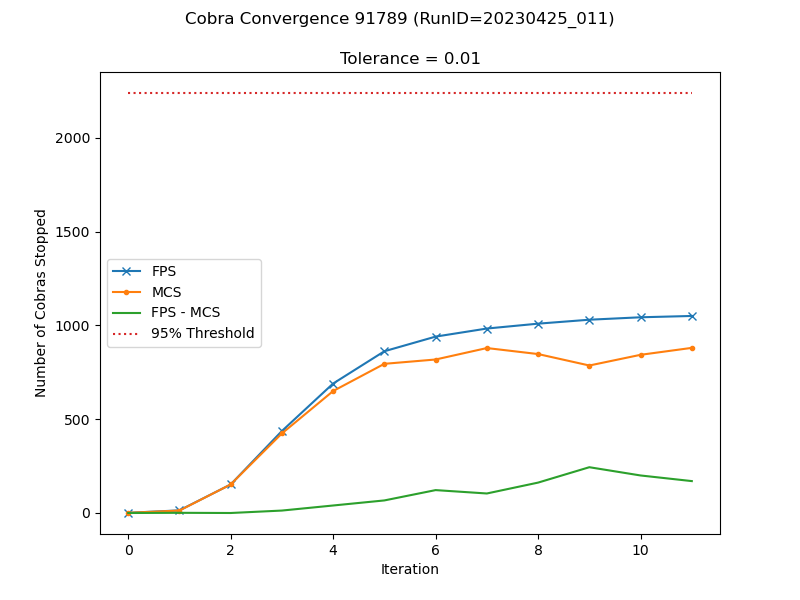 Cobra Convergence 91789 (RunID=20230425_011)
Tolerance = 0.01
Number of Cobras Stopped
2000
1500
1000
500
0
FPS
MCS
FPS - MCS
95% Threshold
0 2 4 6 8 10
Iteration